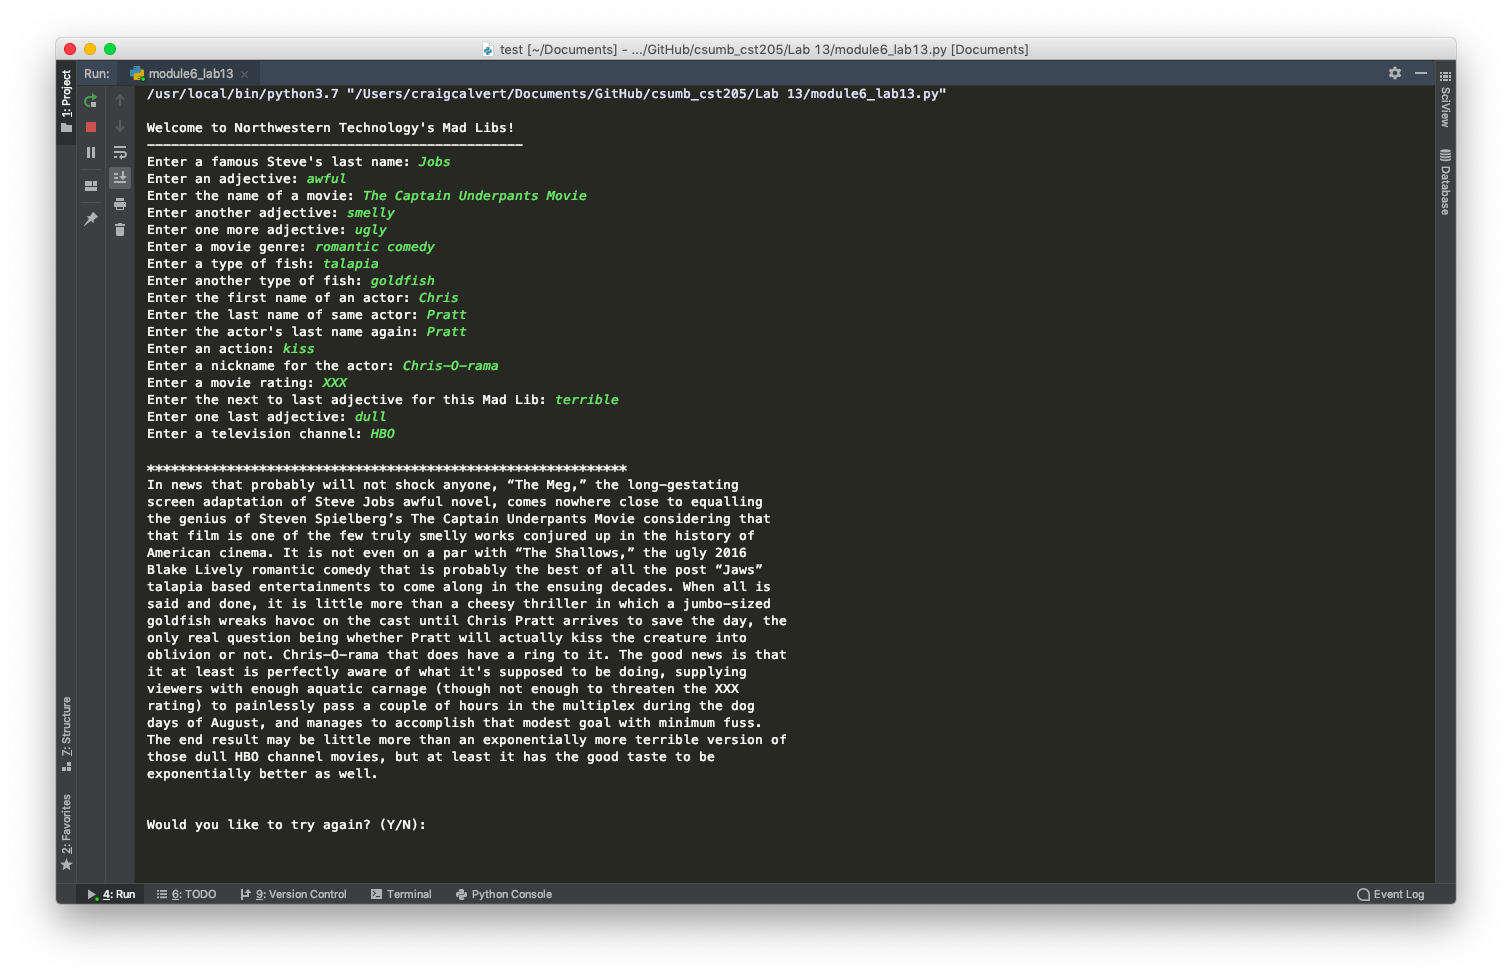 test [~/Documents] - .../GitHub/csumb_cst205/Lab 13/module6_lab13.py [Documents]
Run: module6_lab13
1: Project
SciView
Database
/usr/local/bin/python3.7 "/Users/craigcalvert/Documents/GitHub/csumb_cst205/Lab 13/module6_lab13.py"
Welcome to Northwestern Technology's Mad Libs!
-----------------------------------------------
Enter a famous Steve's last name: Jobs
Enter an adjective: awful
Enter the name of a movie: The Captain Underpants Movie
Enter another adjective: smelly
Enter one more adjective: ugly
Enter a movie genre: romantic comedy
Enter a type of fish: talapia
Enter another type of fish: goldfish
Enter the first name of an actor: Chris
Enter the last name of same actor: Pratt
Enter the actor's last name again: Pratt
Enter an action: kiss
Enter a nickname for the actor: Chris-O-rama
Enter a movie rating: XXX
Enter the next to last adjective for this Mad Lib: terrible
Enter one last adjective: dull
Enter a television channel: HBO
************************************************************
In news that probably will not shock anyone, “The Meg,” the long-gestating
screen adaptation of Steve Jobs awful novel, comes nowhere close to equalling
the genius of Steven Spielberg’s The Captain Underpants Movie considering that
that film is one of the few truly smelly works conjured up in the history of
American cinema. It is not even on a par with “The Shallows,” the ugly 2016
Blake Lively romantic comedy that is probably the best of all the post “Jaws”
talapia based entertainments to come along in the ensuing decades. When all is
said and done, it is little more than a cheesy thriller in which a jumbo-sized
goldfish wreaks havoc on the cast until Chris Pratt arrives to save the day, the
only real question being whether Pratt will actually kiss the creature into
oblivion or not. Chris-O-rama that does have a ring to it. The good news is that
it at least is perfectly aware of what it's supposed to be doing, supplying
viewers with enough aquatic carnage (though not enough to threaten the XXX
rating) to painlessly pass a couple of hours in the multiplex during the dog
days of August, and manages to accomplish that modest goal with minimum fuss.
The end result may be little more than an exponentially more terrible version of
those dull HBO channel movies, but at least it has the good taste to be
exponentially better as well.
Would you like to try again? (Y/N):
7: Structure
2: Favorites
4: Run 6: TODO 9: Version Control Terminal Python Console Event Log